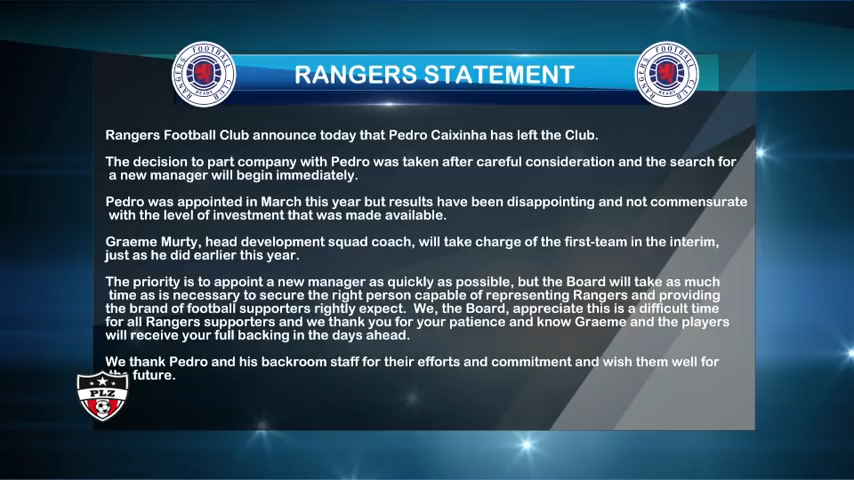 RANGERS STATEMENT
Rangers Football Club announce today that Pedro Caixinha has left the Club.
The decision to part company with Pedro was taken after careful consideration and the search for
a new manager will begin immediately.
Pedro was appointed in March this year but results have been disappointing and not commensurate
with the level of investment that was made available.
Graeme Murty, head development squad coach, will take charge of the first-team in the interim,
just as he did earlier this year.
The priority is to appoint a new manager as quickly as possible, but the Board will take as much
time as is necessary to secure the right person capable of representing Rangers and providing
the brand of football supporters rightly expect. We, the Board, appreciate this is a difficult time
for all Rangers supporters and we thank you for your patience and know Graeme and the players
will receive your full backing in the days ahead.
We thank Pedro and his backroom staff for their efforts and commitment and wish them well for
the future.
RANGERS FOOTBALL CLUB
RANGERS FOOTBALL CLUB
PLZ